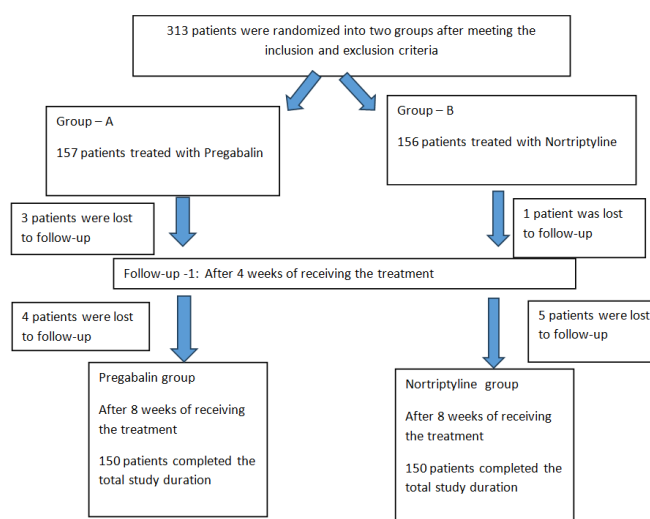 313 patients were randomized into two groups after meeting the
inclusion and exclusion criteria
Group – A
157 patients treated with Pregabalin
Group – B
156 patients treated with Nortriptyline
3 patients were lost
to follow-up
1 patient was lost
to follow-up
Follow-up -1: After 4 weeks of receiving the treatment
4 patients were lost
to follow-up
5 patients were lost
to follow-up
Pregabalin group
After 8 weeks of receiving
the treatment
150 patients completed the
total study duration
Nortriptyline group
After 8 weeks of receiving
the treatment
150 patients completed the
total study duration